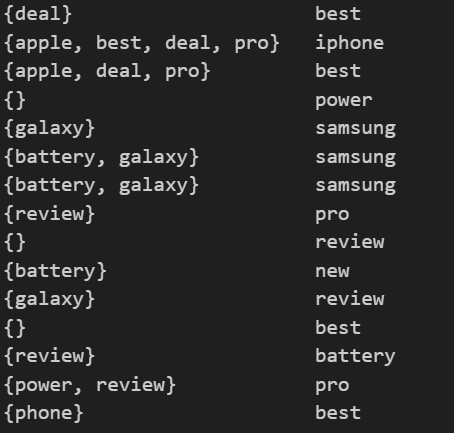 {deal} best
{apple, best, deal, pro} iphone
{apple, deal, pro} best
{} power
{galaxy} samsung
{battery, galaxy} samsung
{battery, galaxy} samsung
{review} pro
{} review
{battery} new
{galaxy} review
{} best
{review} battery
{power, review} pro
{phone} best